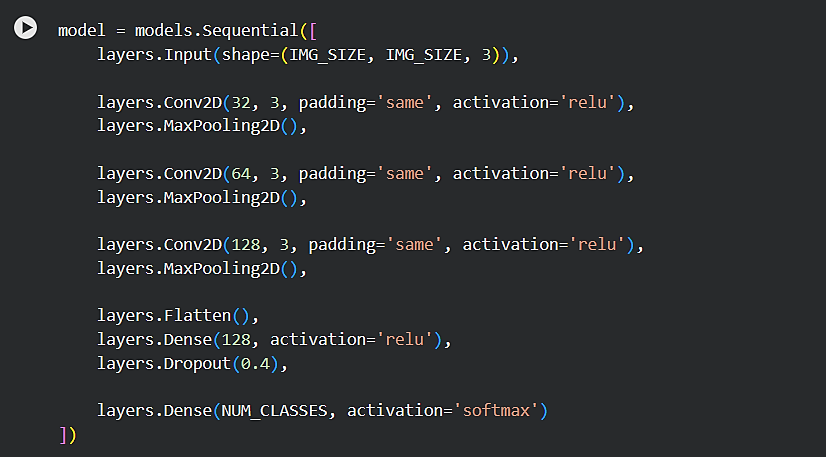 model = models.Sequential([
    layers.Input(shape=(IMG_SIZE, IMG_SIZE, 3)),
    layers.Conv2D(32, 3, padding='same', activation='relu'),
    layers.MaxPooling2D(),
    layers.Conv2D(64, 3, padding='same', activation='relu'),
    layers.MaxPooling2D(),
    layers.Conv2D(128, 3, padding='same', activation='relu'),
    layers.MaxPooling2D(),
    layers.Flatten(),
    layers.Dense(128, activation='relu'),
    layers.Dropout(0.4),
    layers.Dense(NUM_CLASSES, activation='softmax')
])